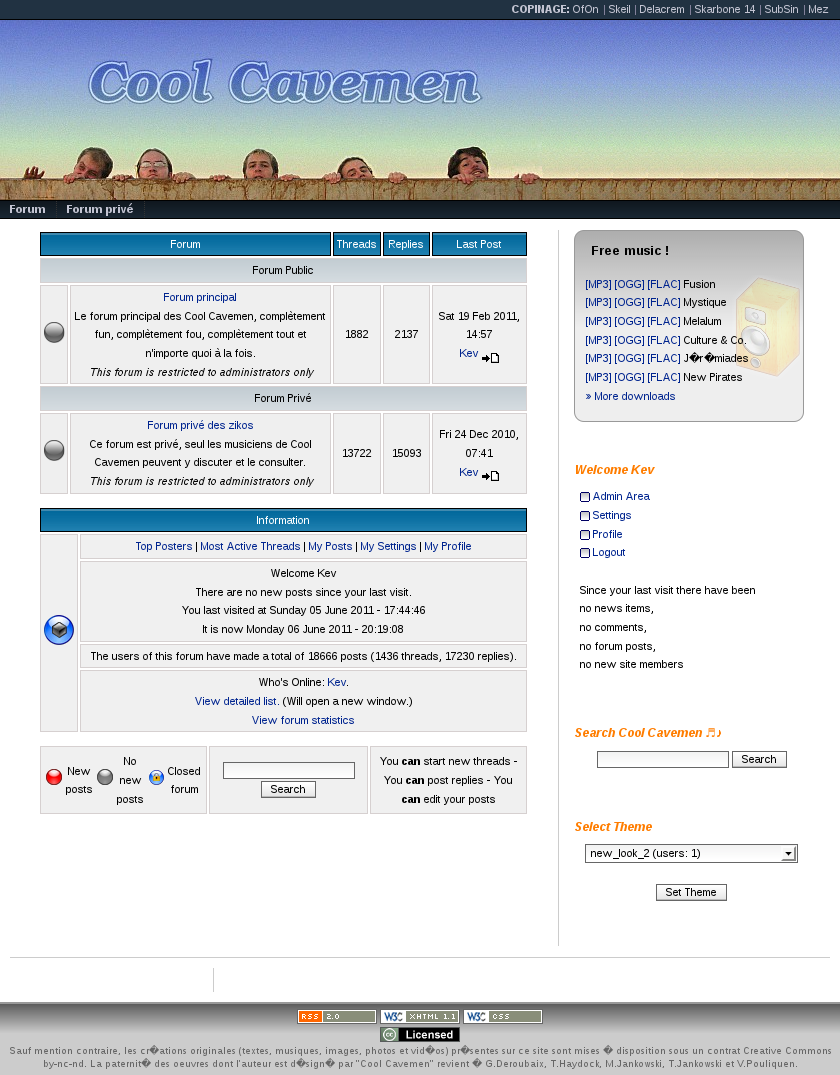 COPINAGE: OfOn | Skeil | Delacrem | Skarbone 14 | SubSin | Mez
Cool Cavemen
Forum Forum privé
Forum Threads Replies Last Post
Forum Public
Forum principal
Le forum principal des Cool Cavemen, complètement
fun, complètement fou, complètement tout et
n'importe quoi à la fois.
This forum is restricted to administrators only
1882
2137
Sat 19 Feb 2011,
14:57
Kev
Forum Privé
Forum privé des zikos
Ce forum est privé, seul les musiciens de Cool
Cavemen peuvent y discuter et le consulter.
This forum is restricted to administrators only
13722
15093
Fri 24 Dec 2010,
07:41
Kev
Information
Top Posters | Most Active Threads | My Posts | My Settings | My Profile
Welcome Kev
There are no new posts since your last visit.
You last visited at Sunday 05 June 2011 - 17:44:46
It is now Monday 06 June 2011 - 20:19:08
The users of this forum have made a total of 18666 posts (1436 threads, 17230 replies).
Who's Online: Kev.
View detailed list. (Will open a new window.)
View forum statistics
New
posts
No
new
posts
Closed
forum
Search
You can start new threads -
You can post replies - You
can edit your posts
Free music !
[MP3] [OGG] [FLAC] Fusion
[MP3] [OGG] [FLAC] Mystique
[MP3] [OGG] [FLAC] Melalum
[MP3] [OGG] [FLAC] Culture & Co.
[MP3] [OGG] [FLAC] J�r�miades
[MP3] [OGG] [FLAC] New Pirates
» More downloads
Welcome Kev
Admin Area
Settings
Profile
Logout
Since your last visit there have been
no news items,
no comments,
no forum posts,
no new site members
Search Cool Cavemen ♬♪
Search
Select Theme
new_look_2 (users: 1)
Set Theme
RSS 2.0 W3C XHTML 1.1 W3C CSS
cc Licensed
Sauf mention contraire, les cr�ations originales (textes, musiques, images, photos et vid�os) pr�sentes sur ce site sont mises � disposition sous un contrat Creative Commons
by-nc-nd. La paternit� des oeuvres dont l'auteur est d�sign� par "Cool Cavemen" revient � G.Deroubaix, T.Haydock, M.Jankowski, T.Jankowski et V.Pouliquen.